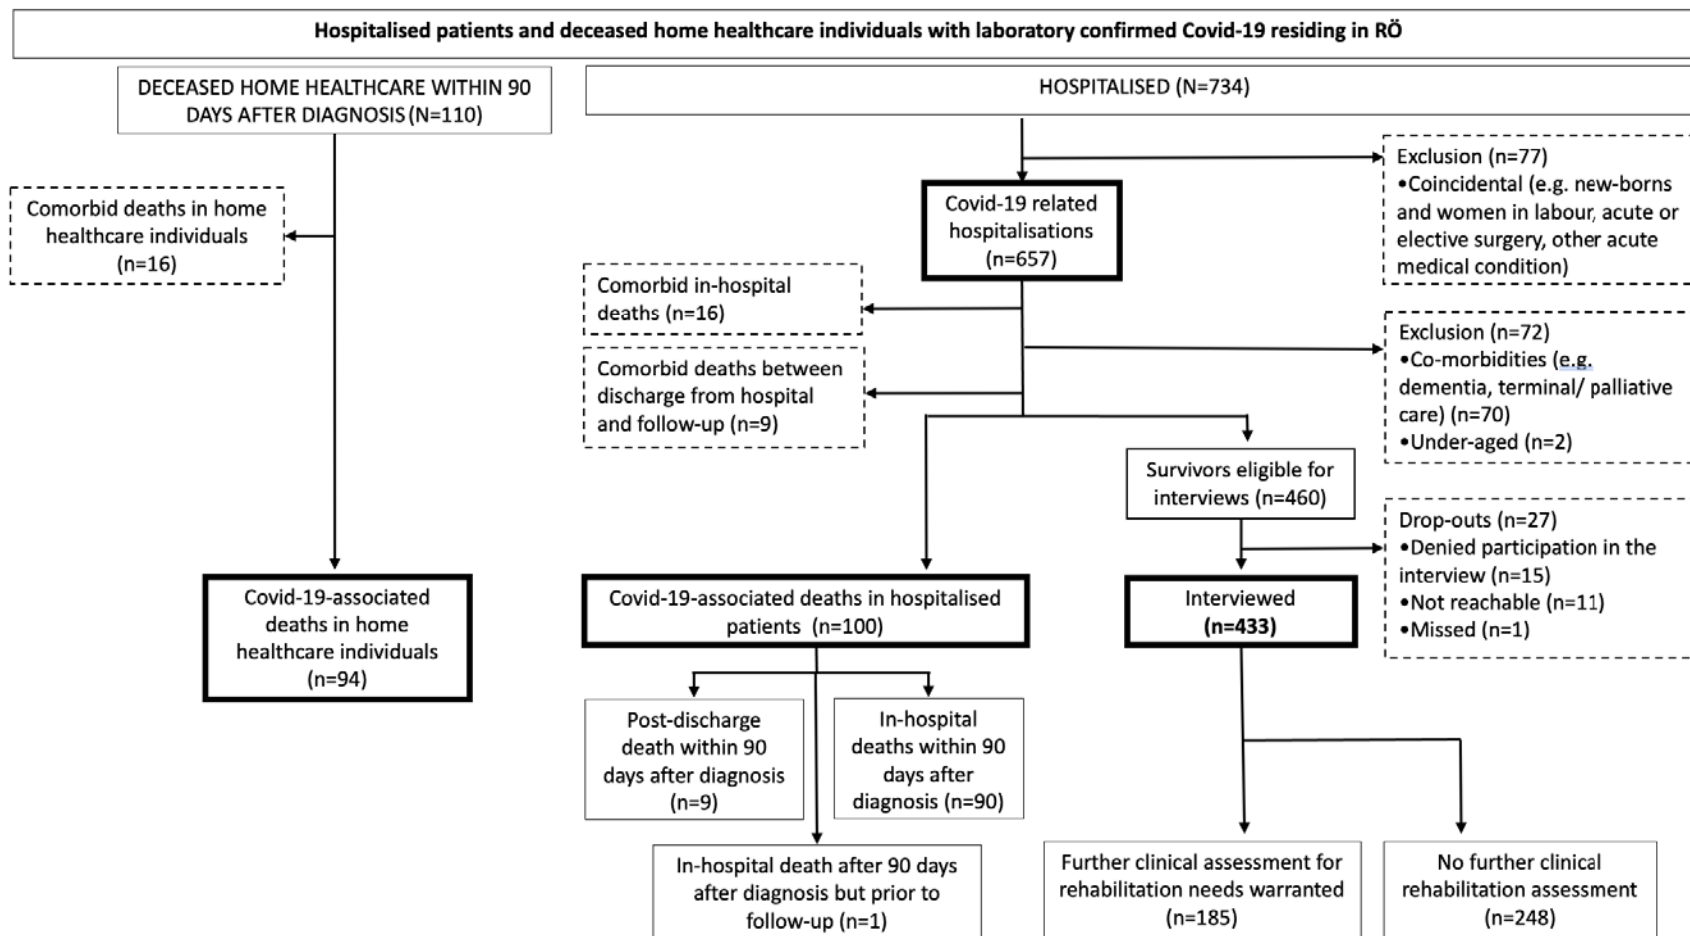 Hospitalised patients and deceased home healthcare individuals with laboratory confirmed Covid-19 residing in RÖ
DECEASED HOME HEALTHCARE WITHIN 90
DAYS AFTER DIAGNOSIS (N=110)
HOSPITALISED (N=734)
Exclusion (n=77)
•Coincidental (e.g. new-borns
and women in labour, acute or
elective surgery, other acute
medical condition)
Comorbid deaths in home
healthcare individuals
(n=16)
Covid-19 related
hospitalisations
(n=657)
Comorbid in-hospital
deaths (n=16)
Exclusion (n=72)
•Co-morbidities (e.g.
dementia, terminal/ palliative
care) (n=70)
•Under-aged (n=2)
Comorbid deaths between
discharge from hospital
and follow-up (n=9)
Survivors eligible for
interviews (n=460)
Drop-outs (n=27)
•Denied participation in the
interview (n=15)
•Not reachable (n=11)
•Missed (n=1)
Covid-19-associated
deaths in home
healthcare individuals
(n=94)
Covid-19-associated deaths in hospitalised
patients (n=100)
Interviewed
(n=433)
Post-discharge
death within 90
days after diagnosis
(n=9)
In-hospital
deaths within 90
days after
diagnosis (n=90)
In-hospital death after 90 days
after diagnosis but prior to
follow-up (n=1)
Further clinical assessment for
rehabilitation needs warranted
(n=185)
No further clinical
rehabilitation assessment
(n=248)